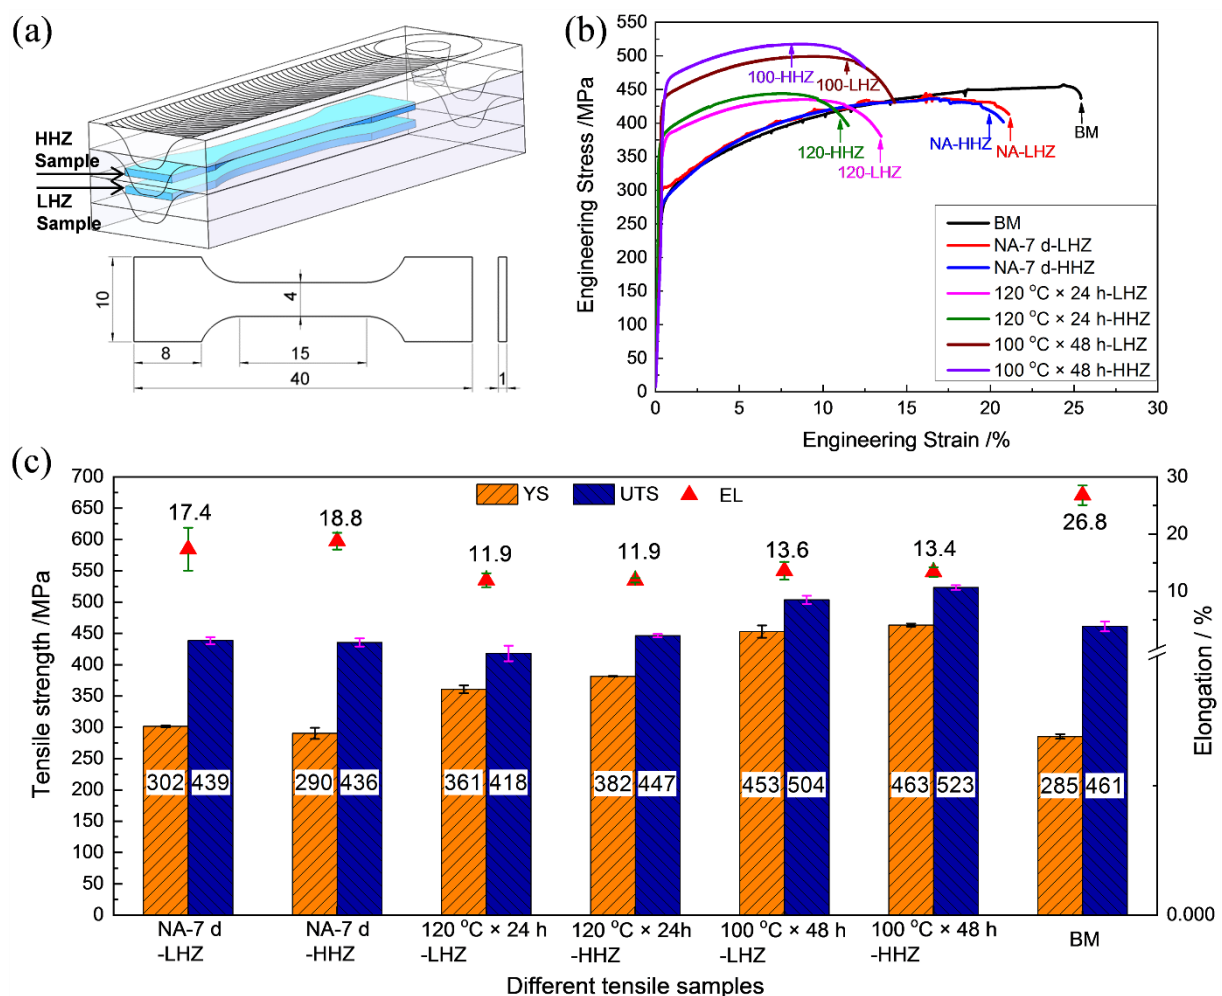 (a)
HHZ
Sample
LHZ
Sample
10
4
8
15
40
1
(b)
Engineering Stress /MPa
550
500
450
400
350
300
250
200
150
100
50
0
100-HHZ
100-LHZ
120-HHZ
120-LHZ
NA-HHZ
NA-LHZ
BM
BM
NA-7 d-LHZ
NA-7 d-HHZ
120 °C × 24 h-LHZ
120 °C × 24 h-HHZ
100 °C × 48 h-LHZ
100 °C × 48 h-HHZ
0 5 10 15 20 25 30
Engineering Strain /%
(c)
Tensile strength /MPa
700
650
600
550
500
450
400
350
300
250
200
150
100
50
0
YS UTS EL
17.4 18.8 11.9 11.9 13.6 13.4 26.8
302 439 290 436 361 418 382 447 453 504 463 523 285 461
30
20
10
0.000
Elongation / %
NA-7 d
-LHZ
NA-7 d
-HHZ
120 °C × 24 h
-LHZ
120 °C × 24h
-HHZ
100 °C × 48 h
-LHZ
100 °C × 48 h
-HHZ
BM
Different tensile samples